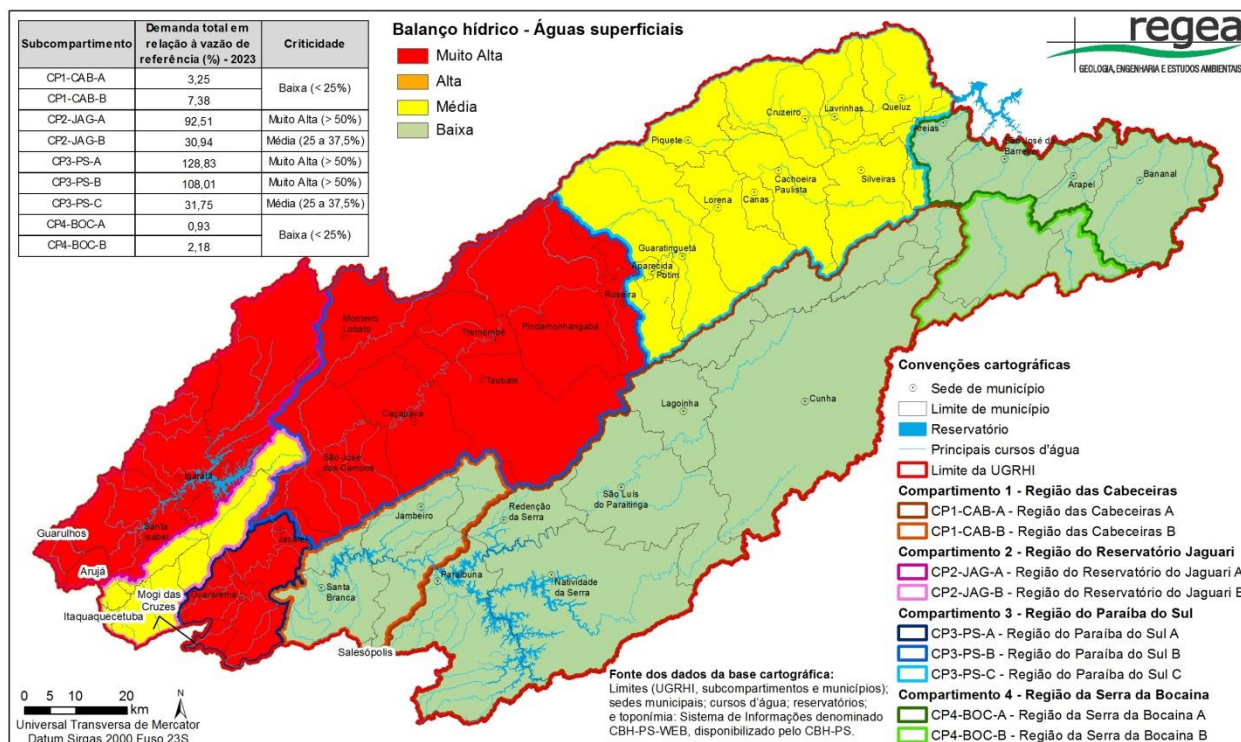 Subcompartimento Demanda total em relação à vazão de referência (%) - 2023 Criticidade
CP1-CAB-A 3,25 Baixa (< 25%)
CP1-CAB-B 7,38
CP2-JAG-A 92,51 Muito Alta (> 50%)
CP2-JAG-B 30,94 Média (25 a 37,5%)
CP3-PS-A 128,83 Muito Alta (> 50%)
CP3-PS-B 108,01 Muito Alta (> 50%)
CP3-PS-C 31,75 Média (25 a 37,5%)
CP4-BOC-A 0,93 Baixa (< 25%)
CP4-BOC-B 2,18
Balanço hídrico - Águas superficiais
Muito Alta
Alta
Média
Baixa
regea
GEOLOGIA, ENGENHARIA E ESTUDOS AMBIENTAIS
Queluz
Lavrinhas
Cruzeiro
Areias
Piquete
São José do
Barreiro
Arapeí
Bananal
Cachoeira
Paulista
Silveiras
Canas
Lorena
Guaratinguetá
Aparecida
Potim
Roseira
Monteiro
Lobato
Pindamonhangaba
Tremembé
Taubaté
Caçapava
Lagoinha
Cunha
São José
dos Campos
Igaratá
São Luís
do Paraitinga
Jambeiro
Redenção
da Serra
Guarulhos
Santa
Isabel
Jacareí
Arujá
Paraibuna
Natividade
da Serra
Santa
Branca
Mogi das
Cruzes
Guararema
Itaquaquecetuba
Salesópolis
Convenções cartográficas
Sede de município
Limite de município
Reservatório
Principais cursos d'água
Limite da UGRHI
Compartimento 1 - Região das Cabeceiras
CP1-CAB-A - Região das Cabeceiras A
CP1-CAB-B - Região das Cabeceiras B
Compartimento 2 - Região do Reservatório Jaguari
CP2-JAG-A - Região do Reservatório do Jaguari A
CP2-JAG-B - Região do Reservatório do Jaguari B
Compartimento 3 - Região do Paraíba do Sul
CP3-PS-A - Região do Paraíba do Sul A
CP3-PS-B - Região do Paraíba do Sul B
CP3-PS-C - Região do Paraíba do Sul C
Compartimento 4 - Região da Serra da Bocaina
CP4-BOC-A - Região da Serra da Bocaina A
CP4-BOC-B - Região da Serra da Bocaina B
Fonte dos dados da base cartográfica:
Limites (UGRHI, subcompartimentos e municípios);
sedes municipais; cursos d'água; reservatórios;
e toponímia: Sistema de Informações denominado
CBH-PS-WEB, disponibilizado pelo CBH-PS.
0 5 10 20
km
N
Universal Transversa de Mercator
Datum Sirgas 2000 Fuso 23S